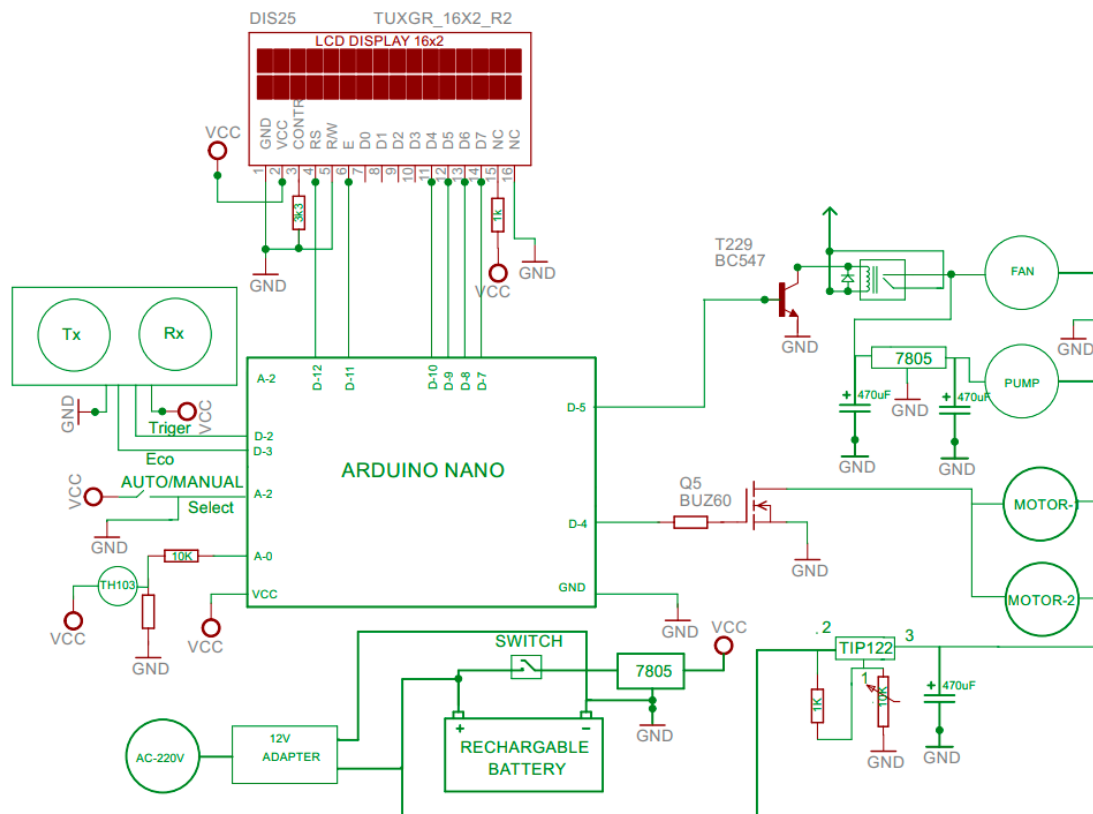 DIS25 TUXGR_16X2_R2
LCD DISPLAY 16x2
GND VCC CONTR RS R/W E D0 D1 D2 D3 D4 D5 D6 D7 NC NC
1 2 3 4 5 6 7 8 9 10 11 12 13 14 15 16
VCC
3k3
1k
GND
VCC
GND
T229
BC547
FAN
GND
GND
Tx
Rx
7805
PUMP
GND
470uF
470uF
GND
GND
GND
VCC
Triger
Eco
A-2
D-12
D-11
D-10
D-9
D-8
D-7
D-2
D-3
D-5
ARDUINO NANO
AUTO/MANUAL
VCC
A-2
Select
GND
Q5
BUZ60
D-4
GND
MOTOR-1
MOTOR-2
10K
A-0
TH103
VCC
GND
VCC
VCC
GND
GND
SWITCH
VCC
7805
GND
2
TIP122
3
1
1K
10K
470uF
GND
GND
AC-220V
12V
ADAPTER
+
-
RECHARGABLE
BATTERY